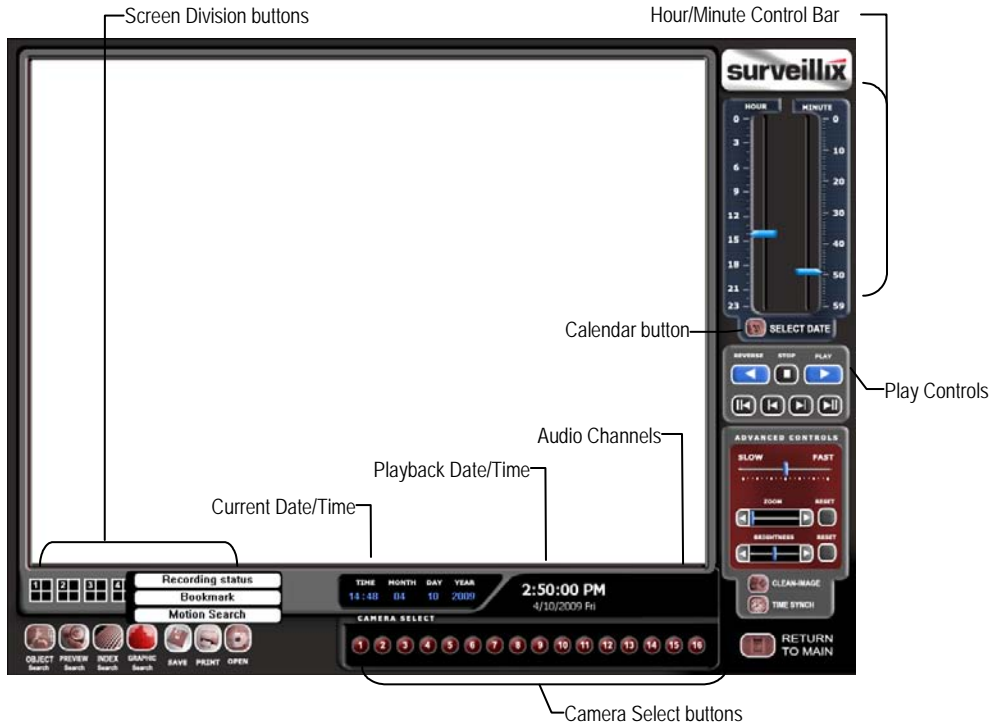 Screen Division buttons
Hour/Minute Control Bar
surveillix
HOUR MINUTE
0 0
3 10
6 20
9 30
12 40
15 50
18 59
21
23
Calendar button
SELECT DATE
REVERSE STOP PLAY
Play Controls
ADVANCED CONTROLS
SLOW FAST
Audio Channels
Playback Date/Time
Current Date/Time
ZOOM RESET
BRIGHTNESS RESET
1 2 3 4
Recording status
Bookmark
Motion Search
TIME MONTH DAY YEAR
14:48 04 10 2009
2:50:00 PM
4/10/2009 Fri
CLEAN-IMAGE
TIME SYNCH
CAMERA SELECT
1 2 3 4 5 6 7 8 9 10 11 12 13 14 15 16
OBJECT Search
PREVIEW Search
INDEX Search
GRAPHIC Search
SAVE
PRINT
OPEN
RETURN
TO MAIN
Camera Select buttons